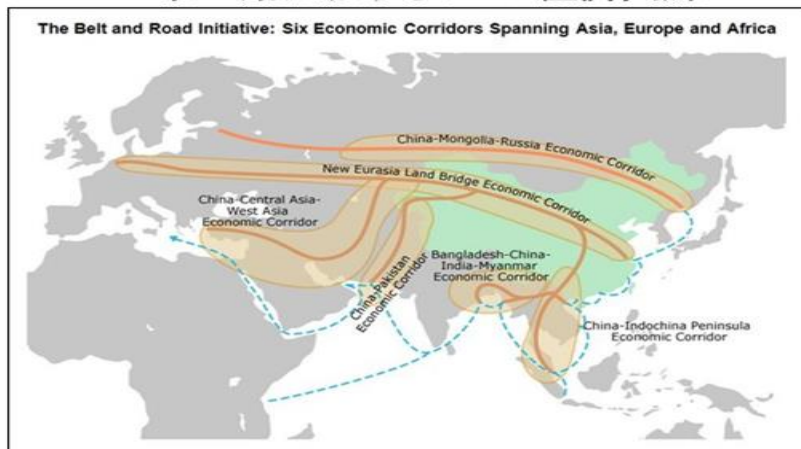 The Belt and Road Initiative: Six Economic Corridors Spanning Asia, Europe and Africa
China-Mongolia-Russia Economic Corridor
New Eurasia Land Bridge Economic Corridor
China-Central Asia-
West Asia
Economic Corridor
China-Pakistan
Economic Corridor
Bangladesh-China-
India-Myanmar
Economic Corridor
China-Indochina Peninsula
Economic Corridor